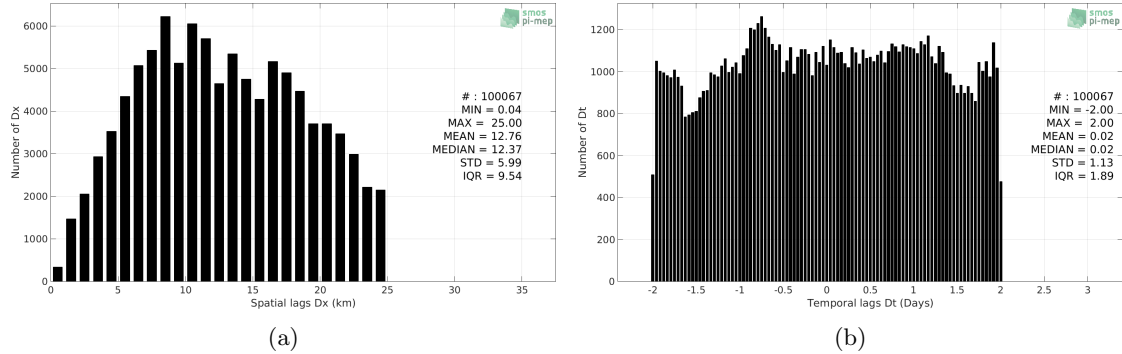 6000
5000
4000
3000
2000
1000
0
Number of Dx
0 5 10 15 20 25 30 35
Spatial lags Dx (km)
smos
pi-mep
# : 100067
MIN = 0.04
MAX = 25.00
MEAN = 12.76
MEDIAN = 12.37
STD = 5.99
IQR = 9.54
(a)
1200
1000
800
600
400
200
0
Number of Dt
-2 -1.5 -1 -0.5 0 0.5 1 1.5 2 2.5 3
Temporal lags Dt (Days)
smos
pi-mep
# : 100067
MIN = -2.00
MAX = 2.00
MEAN = 0.02
MEDIAN = 0.02
STD = 1.13
IQR = 1.89
(b)